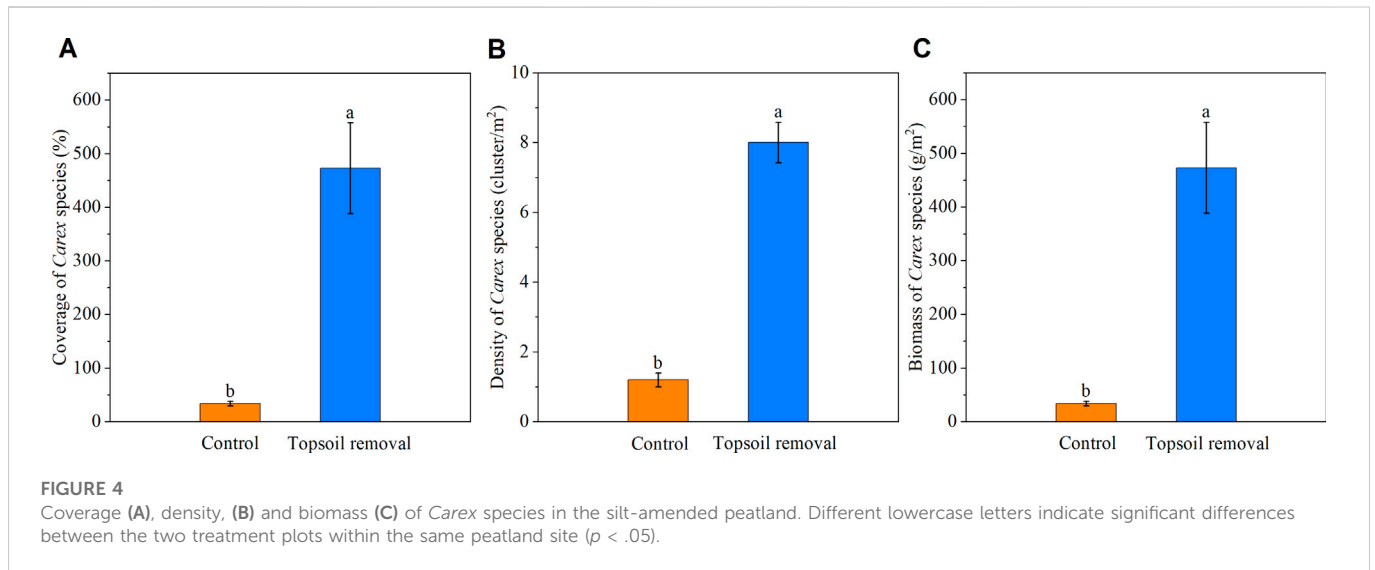 A
Coverage of Carex species (%)
600
500
400
300
200
100
0
b
a
Control
Topsoil removal
B
Density of Carex species (cluster/m²)
10
8
6
4
2
0
b
a
Control
Topsoil removal
C
Biomass of Carex species (g/m²)
600
500
400
300
200
100
0
b
a
Control
Topsoil removal
FIGURE 4
Coverage (A), density, (B) and biomass (C) of Carex species in the silt-amended peatland. Different lowercase letters indicate significant differences
between the two treatment plots within the same peatland site (p < .05).